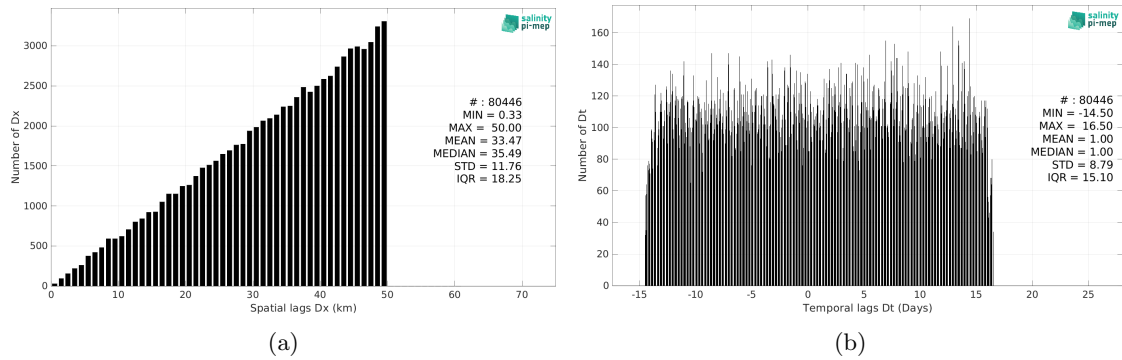 salinity
pi-mep
3000
2500
2000
1500
1000
500
0
Number of Dx
# : 80446
MIN = 0.33
MAX = 50.00
MEAN = 33.47
MEDIAN = 35.49
STD = 11.76
IQR = 18.25
0 10 20 30 40 50 60 70
Spatial lags Dx (km)
(a)
salinity
pi-mep
160
140
120
100
80
60
40
20
0
Number of Dt
# : 80446
MIN = -14.50
MAX = 16.50
MEAN = 1.00
MEDIAN = 1.00
STD = 8.79
IQR = 15.10
-15 -10 -5 0 5 10 15 20 25
Temporal lags Dt (Days)
(b)